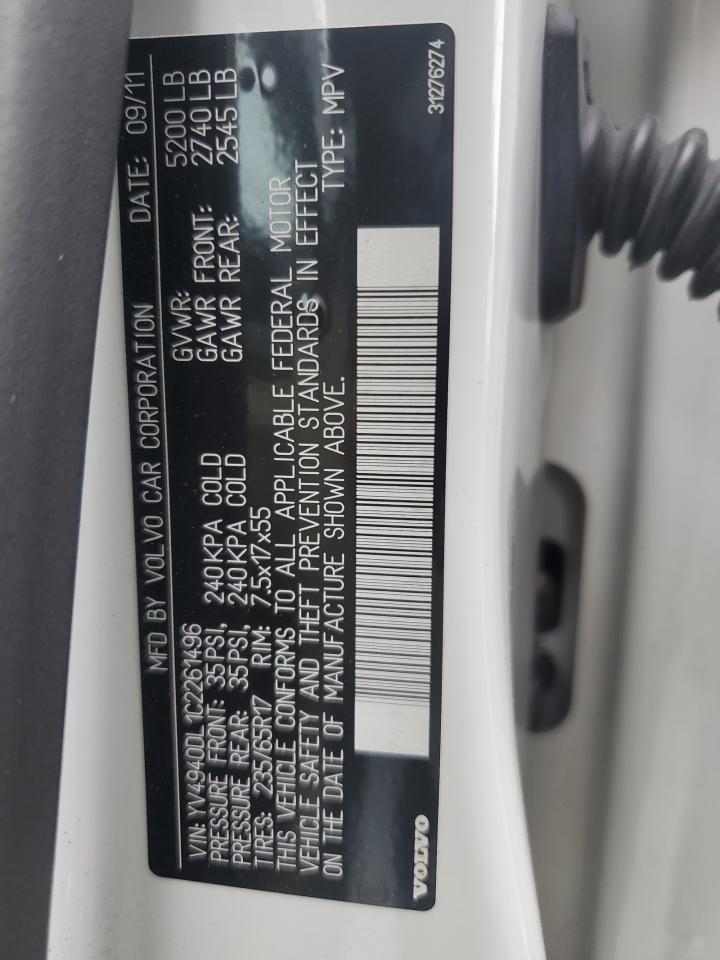 MFD BY VOLVO CAR CORPORATION DATE: 09/11
VIN: YV4940DL1C2261496 GVWR: 5200 LB
PRESSURE FRONT: 35PSI, 240KPA COLD GAWR FRONT: 2740 LB
PRESSURE REAR: 35PSI, 240KPA COLD GAWR REAR: 2545 LB
TIRES: 235/65R17 RIM: 7.5x17x55
THIS VEHICLE CONFORMS TO ALL APPLICABLE FEDERAL MOTOR
VEHICLE SAFETY AND THEFT PREVENTION STANDARDS IN EFFECT
ON THE DATE OF MANUFACTURE SHOWN ABOVE. TYPE: MPV
VOLVO
31276274